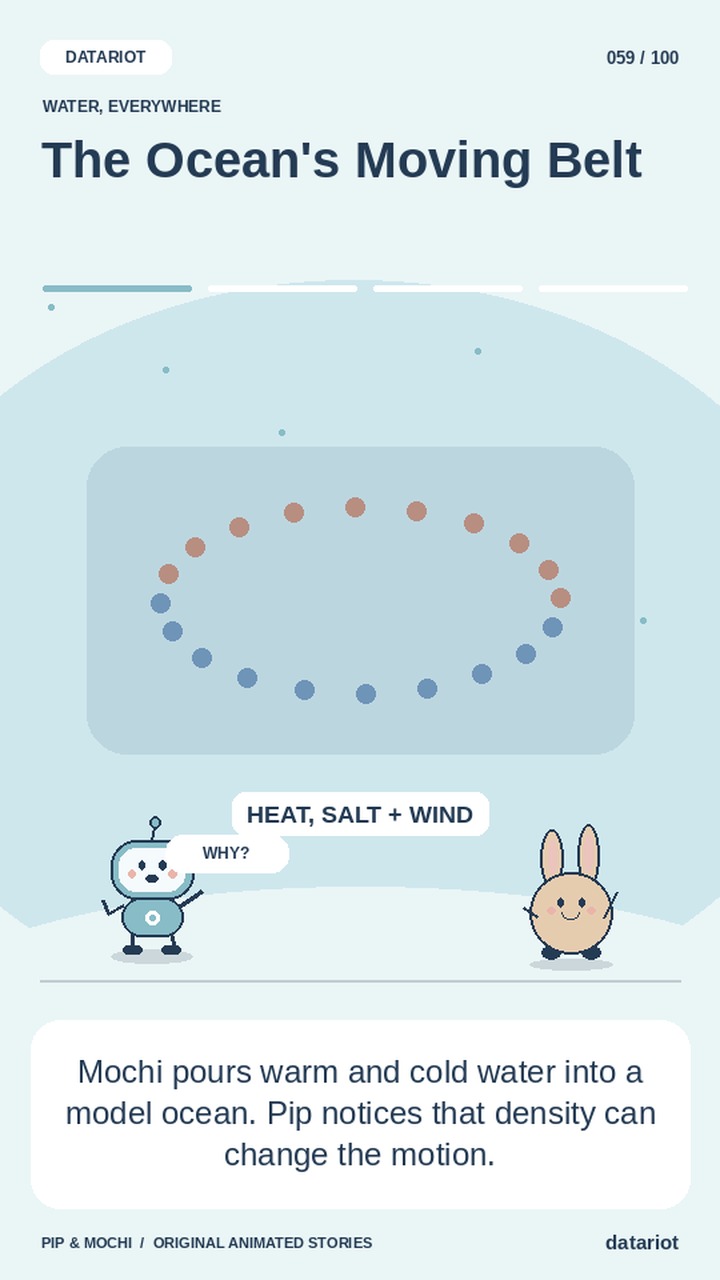 DATARIOT
059 / 100
WATER, EVERYWHERE
The Ocean's Moving Belt
HEAT, SALT + WIND
WHY?
Mochi pours warm and cold water into a
model ocean. Pip notices that density can
change the motion.
PIP & MOCHI / ORIGINAL ANIMATED STORIES
datariot